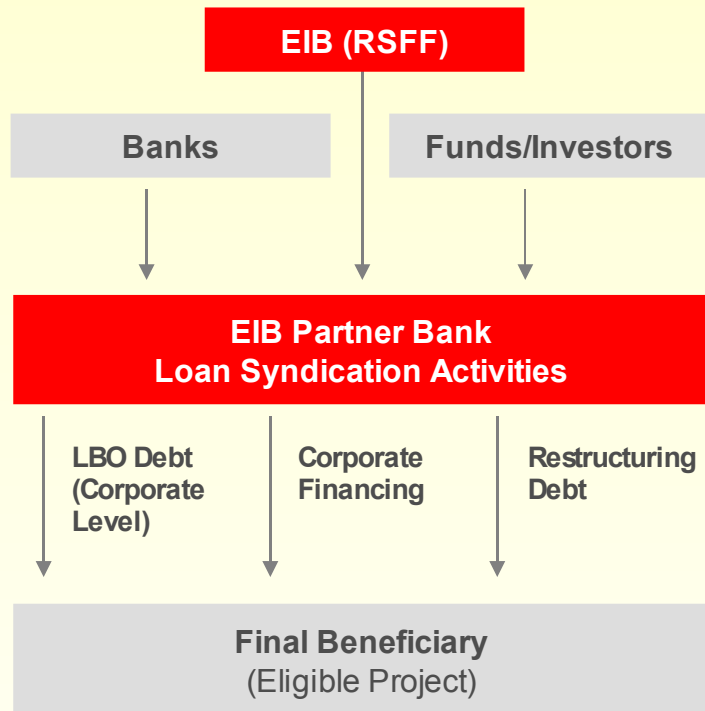 EIB (RSFF)
Banks
Funds/Investors
EIB Partner Bank
Loan Syndication Activities
LBO Debt
(Corporate
Level)
Corporate
Financing
Restructuring
Debt
Final Beneficiary
(Eligible Project)